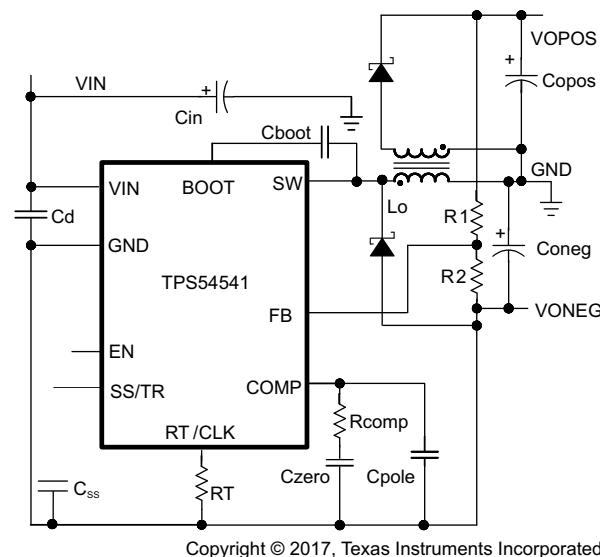 VOPOS
VIN
+
Copos
+
Cin
Cboot
GND
VIN
BOOT
SW
Lo
Cd
R1
+
GND
Coneg
TPS54541
R2
FB
VONEG
EN
SS/TR
COMP
Rcomp
RT/CLK
Czero
Cpole
Css
RT
Copyright © 2017, Texas Instruments Incorporated